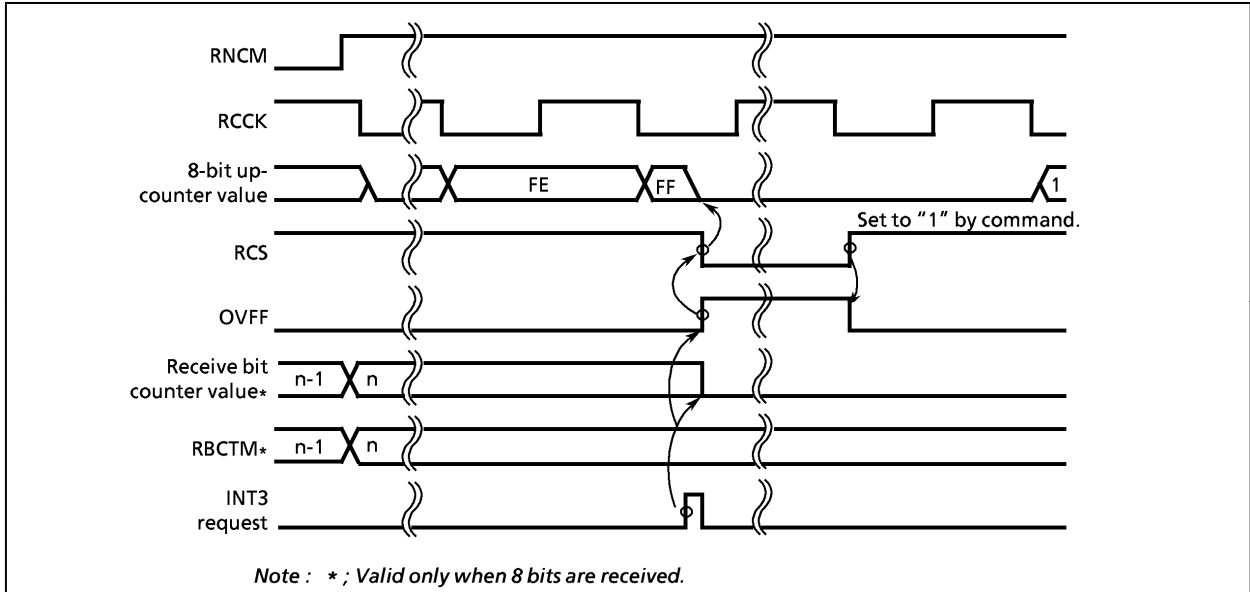 RNCM
RCCK
8-bit up-
counter value
FE
FF
1
Set to “1” by command.
RCS
OVFF
Receive bit
counter value*
n-1
n
RBCTM*
n-1
n
INT3
request
Note : * ; Valid only when 8 bits are received.